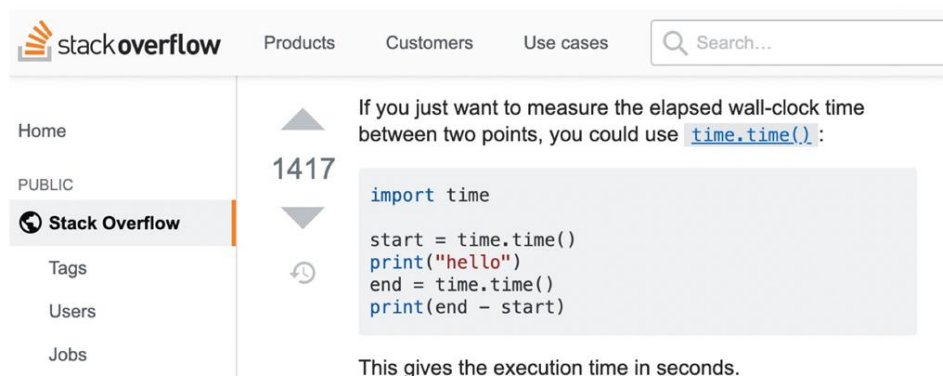 stackoverflow
Products
Customers
Use cases
Search...
Home
PUBLIC
Stack Overflow
Tags
Users
Jobs
1417
If you just want to measure the elapsed wall-clock time
between two points, you could use time.time() :
import time
start = time.time()
print("hello")
end = time.time()
print(end − start)
This gives the execution time in seconds.